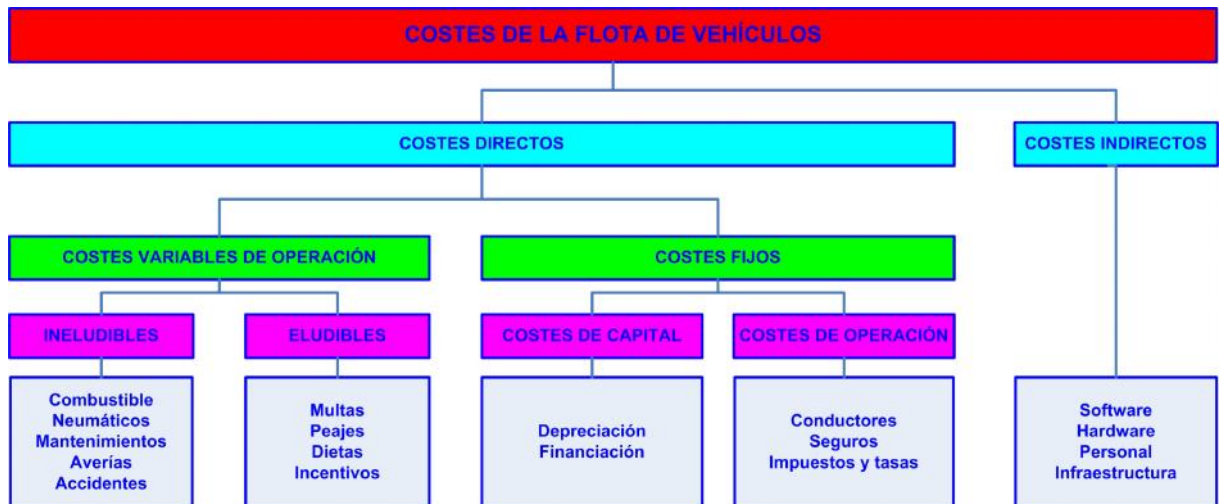 COSTES DE LA FLOTA DE VEHÍCULOS
COSTES DIRECTOS
COSTES INDIRECTOS
COSTES VARIABLES DE OPERACIÓN
COSTES FIJOS
INELUDIBLES
ELUDIBLES
COSTES DE CAPITAL
COSTES DE OPERACIÓN
Combustible
Neumáticos
Mantenimientos
Averías
Accidentes
Multas
Peajes
Dietas
Incentivos
Depreciación
Financiación
Conductores
Seguros
Impuestos y tasas
Software
Hardware
Personal
Infraestructura